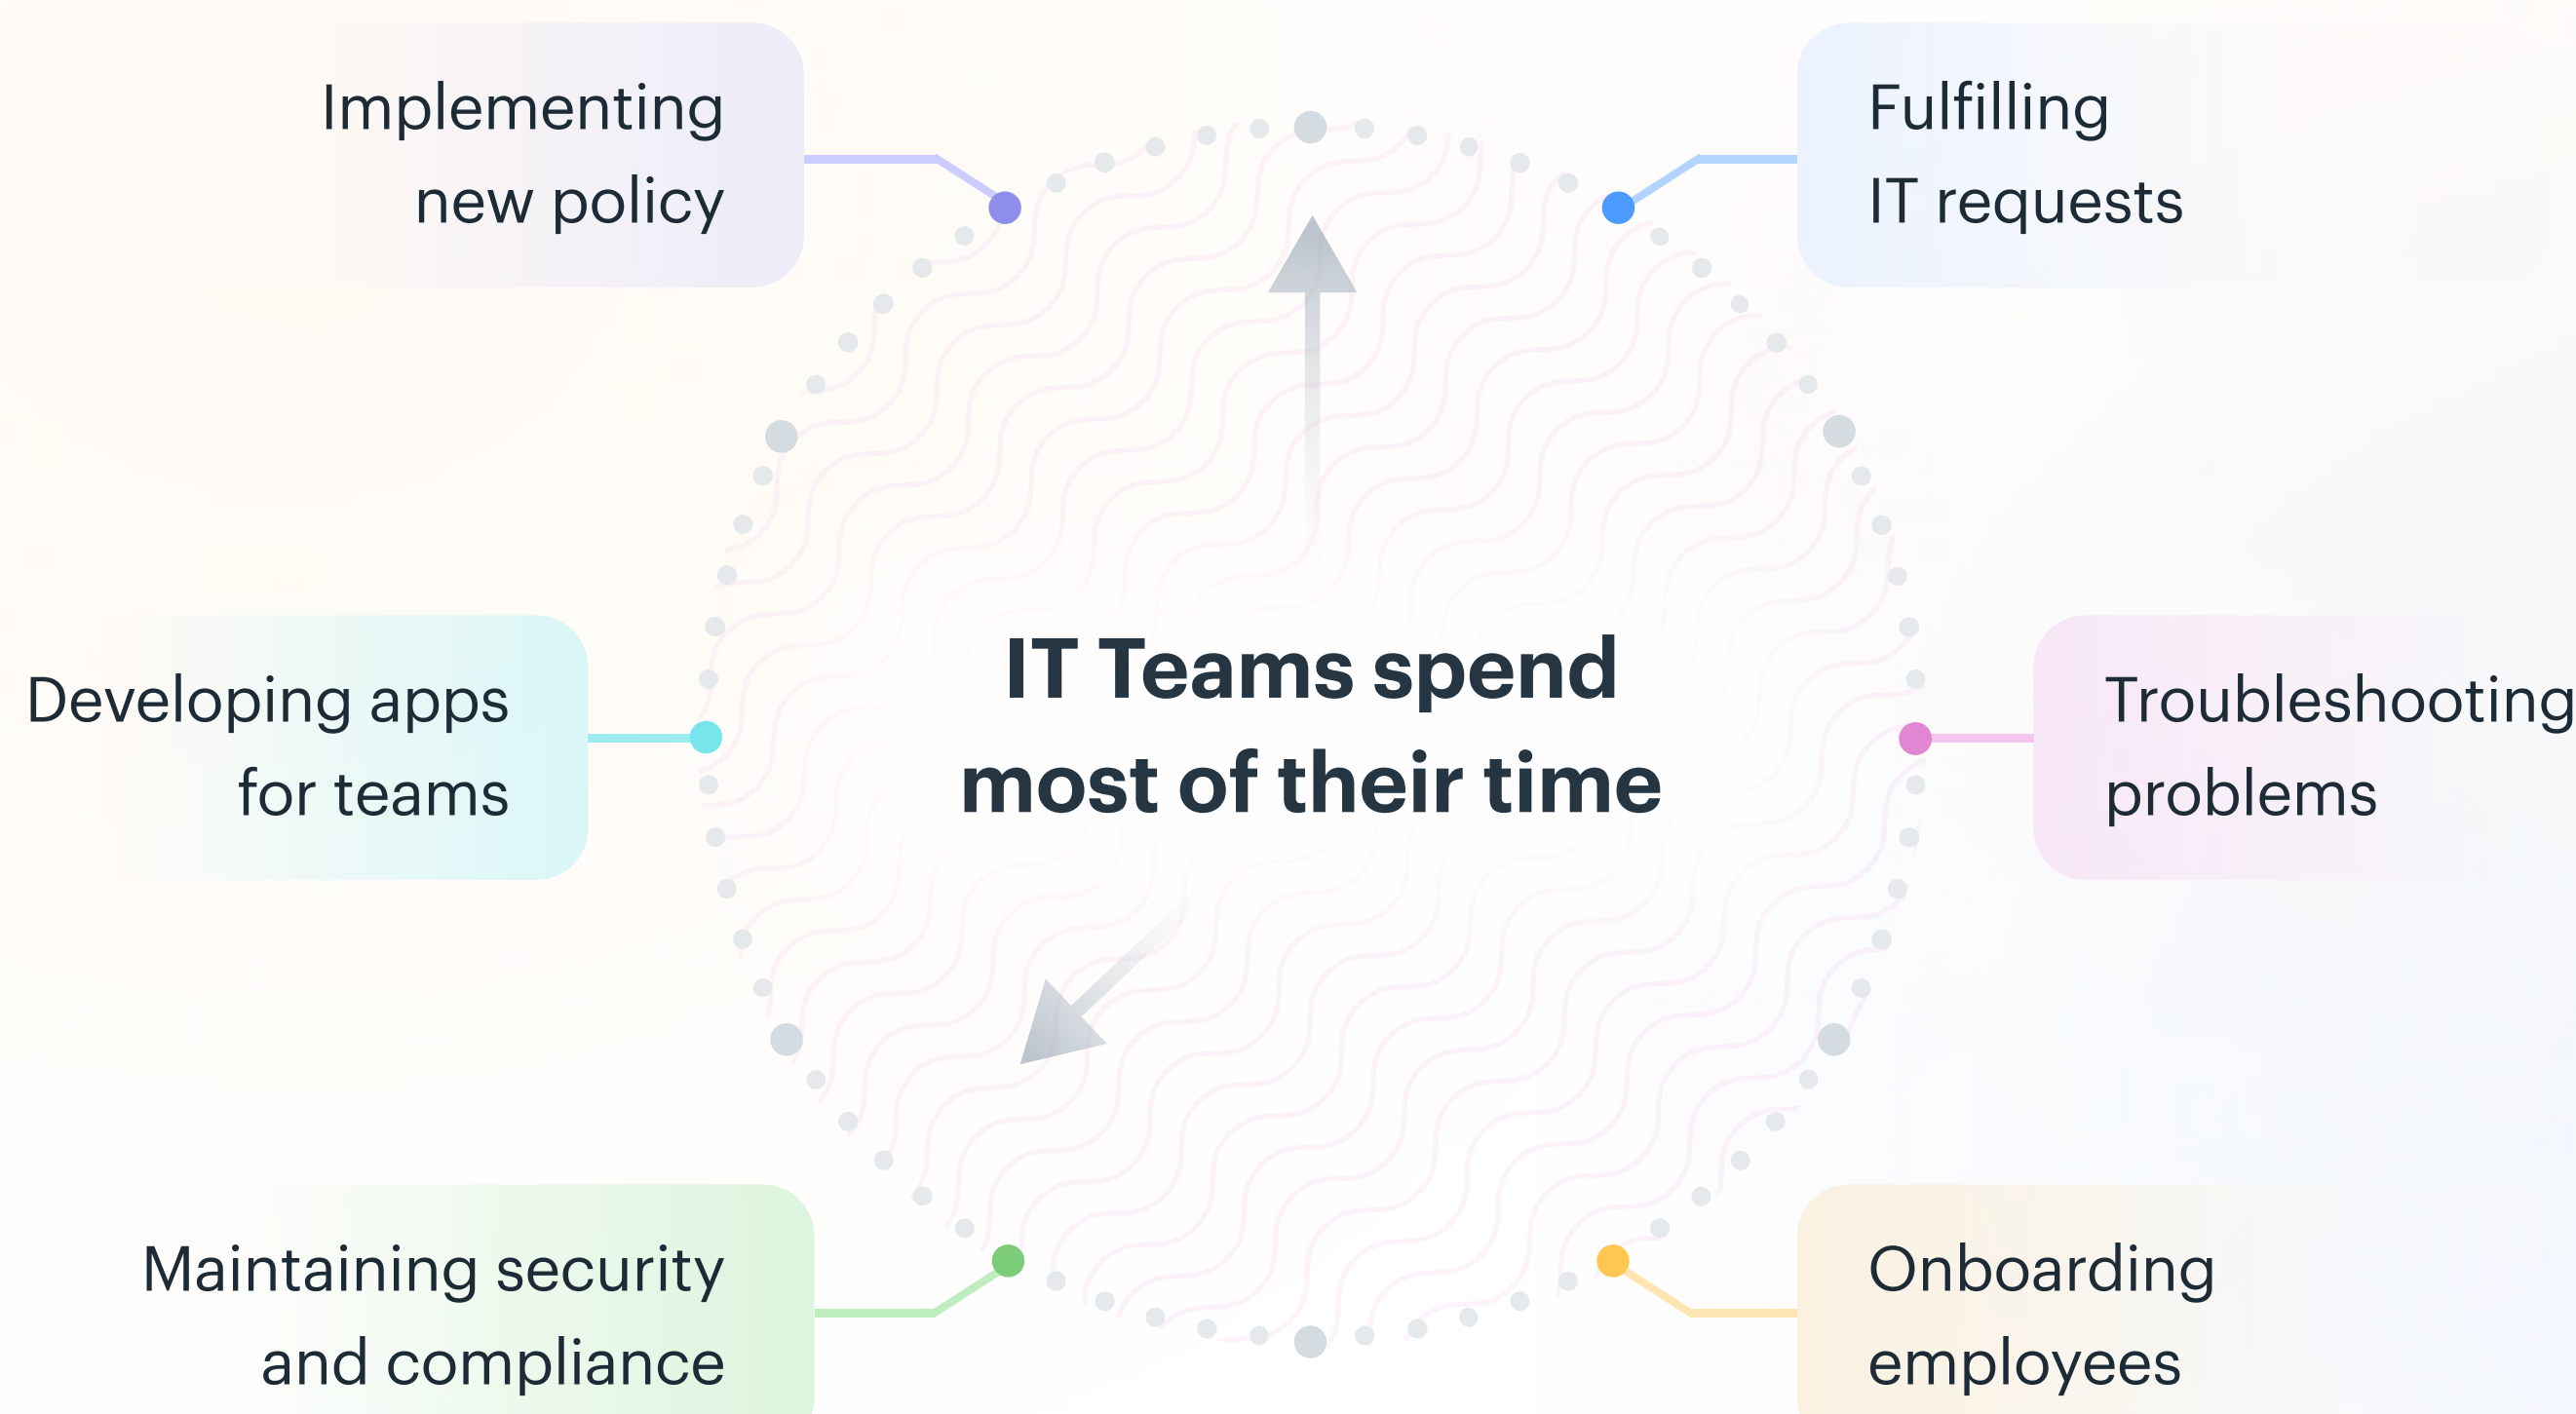 Implementing
new policy
Fulfilling
IT requests
Developing apps
for teams
IT Teams spend
most of their time
Troubleshooting
problems
Maintaining security
and compliance
Onboarding
employees